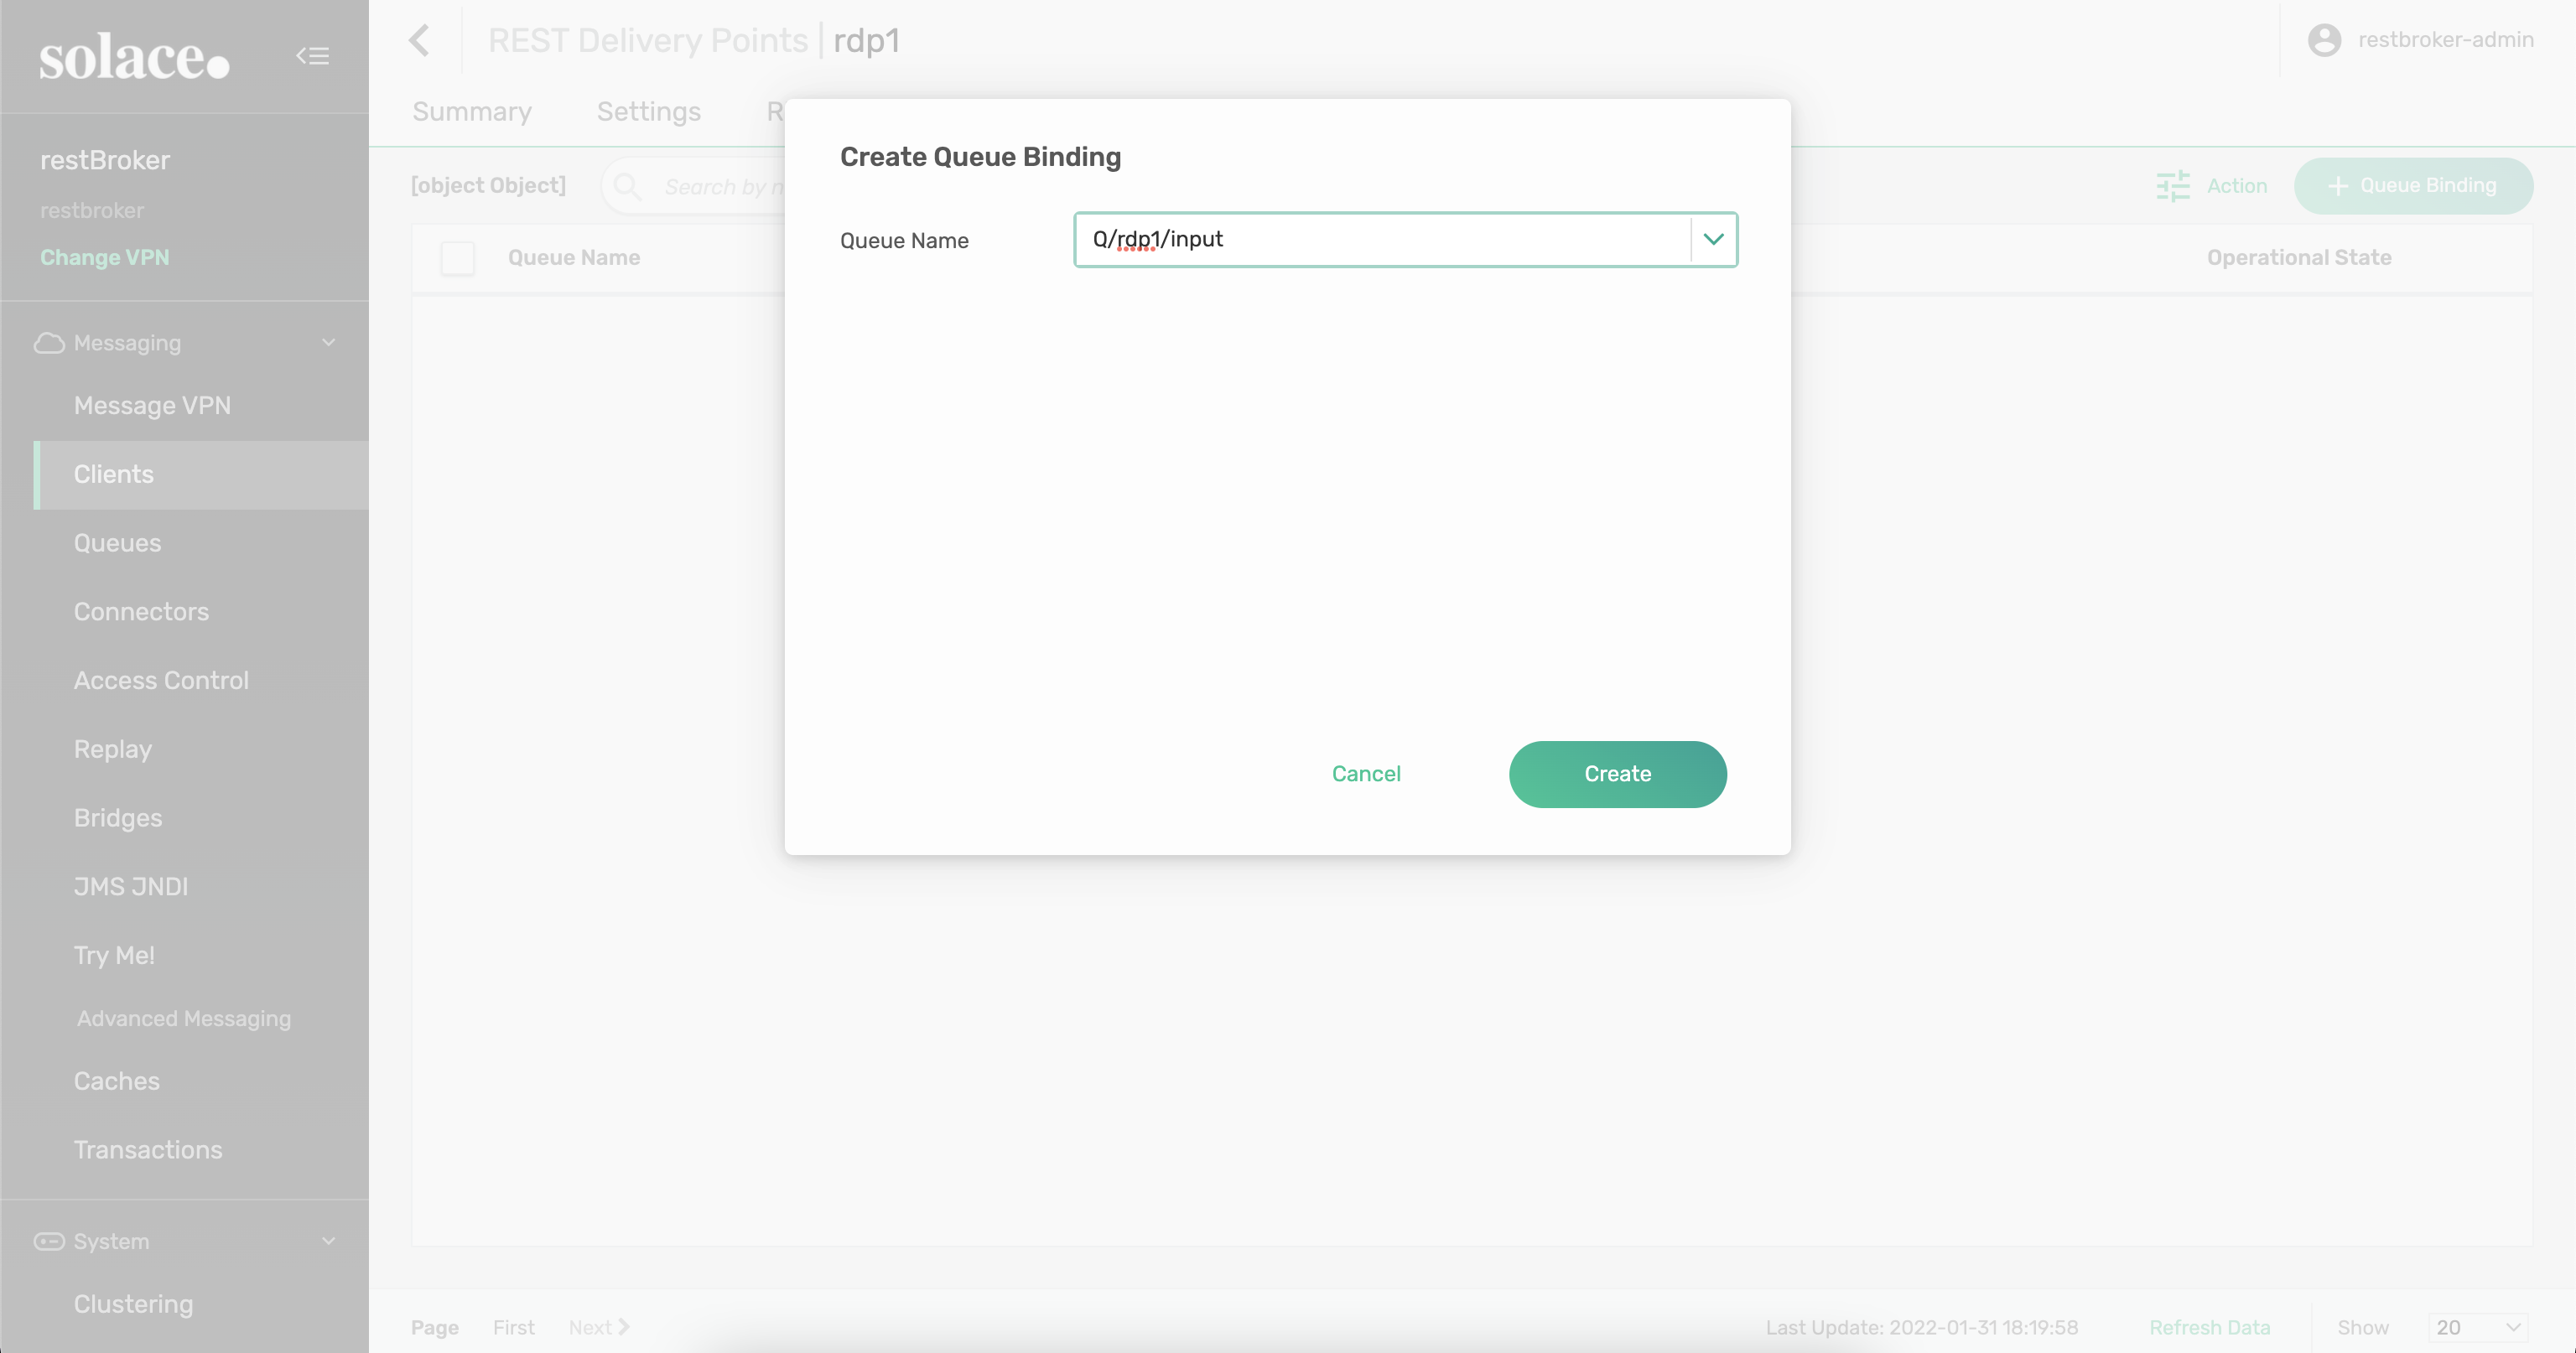 solace.
restBroker
restbroker
Change VPN
Messaging
Message VPN
Clients
Queues
Connectors
Access Control
Replay
Bridges
JMS JNDI
Try Me!
Advanced Messaging
Caches
Transactions
System
Clustering
REST Delivery Points | rdp1
restbroker-admin
Summary Settings R
[object Object] Search by n
Action + Queue Binding
Queue Name Operational State
Create Queue Binding
Queue Name Q/rdp1/input
Cancel Create
Page First Next Last Update: 2022-01-31 18:19:58 Refresh Data Show 20